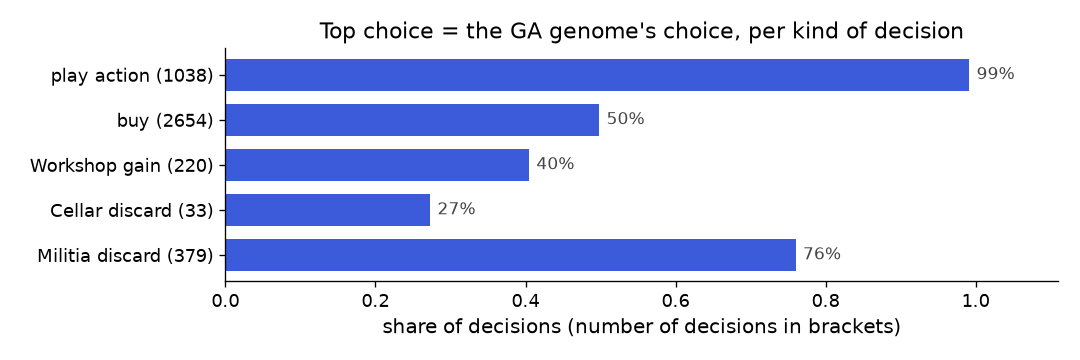 Top choice = the GA genome's choice, per kind of decision
play action (1038)
99%
buy (2654)
50%
Workshop gain (220)
40%
Cellar discard (33)
27%
Militia discard (379)
76%
0.0 0.2 0.4 0.6 0.8 1.0
share of decisions (number of decisions in brackets)